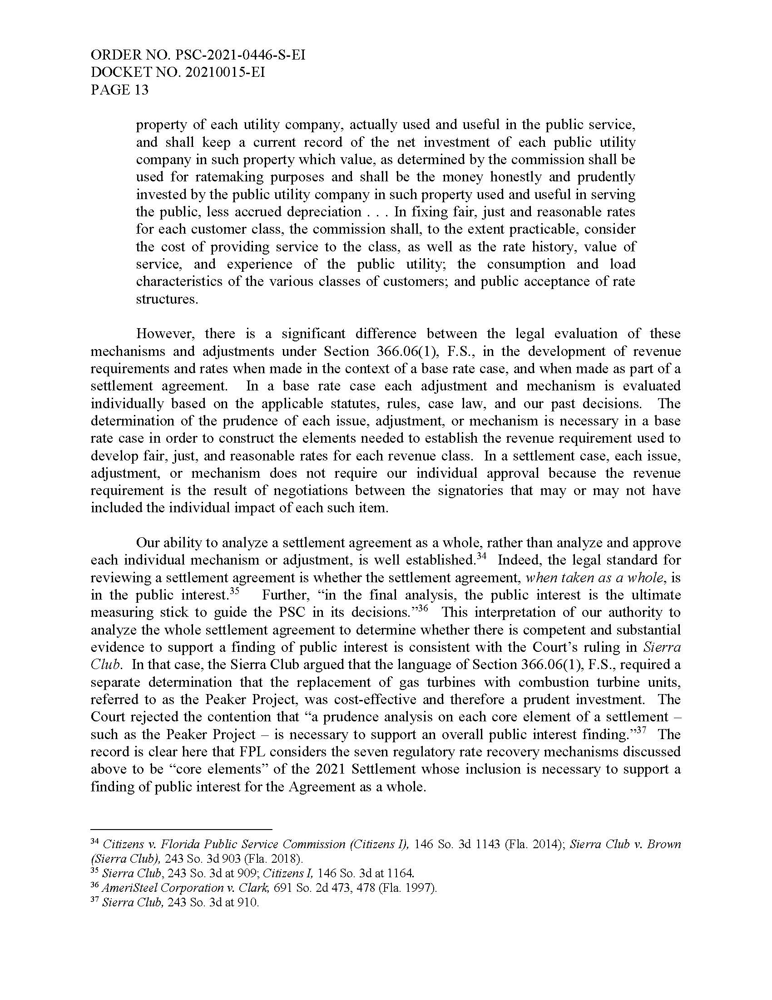 ORDER NO. PSC-2021-0446-S-EI
DOCKET NO. 20210015-EI
PAGE 13
property of each utility company, actually used and useful in the public service,
and shall keep a current record of the net investment of each public utility
company in such property which value, as determined by the commission shall be
used for ratemaking purposes and shall be the money honestly and prudently
invested by the public utility company in such property used and useful in serving
the public, less accrued depreciation . . . In fixing fair, just and reasonable rates
for each customer class, the commission shall, to the extent practicable, consider
the cost of providing service to the class, as well as the rate history, value of
service, and experience of the public utility; the consumption and load
characteristics of the various classes of customers; and public acceptance of rate
structures.
However, there is a significant difference between the legal evaluation of these
mechanisms and adjustments under Section 366.06(1), F.S., in the development of revenue
requirements and rates when made in the context of a base rate case, and when made as part of a
settlement agreement. In a base rate case each adjustment and mechanism is evaluated
individually based on the applicable statutes, rules, case law, and our past decisions. The
determination of the prudence of each issue, adjustment, or mechanism is necessary in a base
rate case in order to construct the elements needed to establish the revenue requirement used to
develop fair, just, and reasonable rates for each revenue class. In a settlement case, each issue,
adjustment, or mechanism does not require our individual approval because the revenue
requirement is the result of negotiations between the signatories that may or may not have
included the individual impact of each such item.
Our ability to analyze a settlement agreement as a whole, rather than analyze and approve
each individual mechanism or adjustment, is well established.34 Indeed, the legal standard for
reviewing a settlement agreement is whether the settlement agreement, when taken as a whole, is
in the public interest.35 Further, “in the final analysis, the public interest is the ultimate
measuring stick to guide the PSC in its decisions.”36 This interpretation of our authority to
analyze the whole settlement agreement to determine whether there is competent and substantial
evidence to support a finding of public interest is consistent with the Court’s ruling in Sierra
Club. In that case, the Sierra Club argued that the language of Section 366.06(1), F.S., required a
separate determination that the replacement of gas turbines with combustion turbine units,
referred to as the Peaker Project, was cost-effective and therefore a prudent investment. The
Court rejected the contention that “a prudence analysis on each core element of a settlement –
such as the Peaker Project – is necessary to support an overall public interest finding.”37 The
record is clear here that FPL considers the seven regulatory rate recovery mechanisms discussed
above to be “core elements” of the 2021 Settlement whose inclusion is necessary to support a
finding of public interest for the Agreement as a whole.
34 Citizens v. Florida Public Service Commission (Citizens I), 146 So. 3d 1143 (Fla. 2014); Sierra Club v. Brown
(Sierra Club), 243 So. 3d 903 (Fla. 2018).
35 Sierra Club, 243 So. 3d at 909; Citizens I, 146 So. 3d at 1164.
36 AmeriSteel Corporation v. Clark, 691 So. 2d 473, 478 (Fla. 1997).
37 Sierra Club, 243 So. 3d at 910.